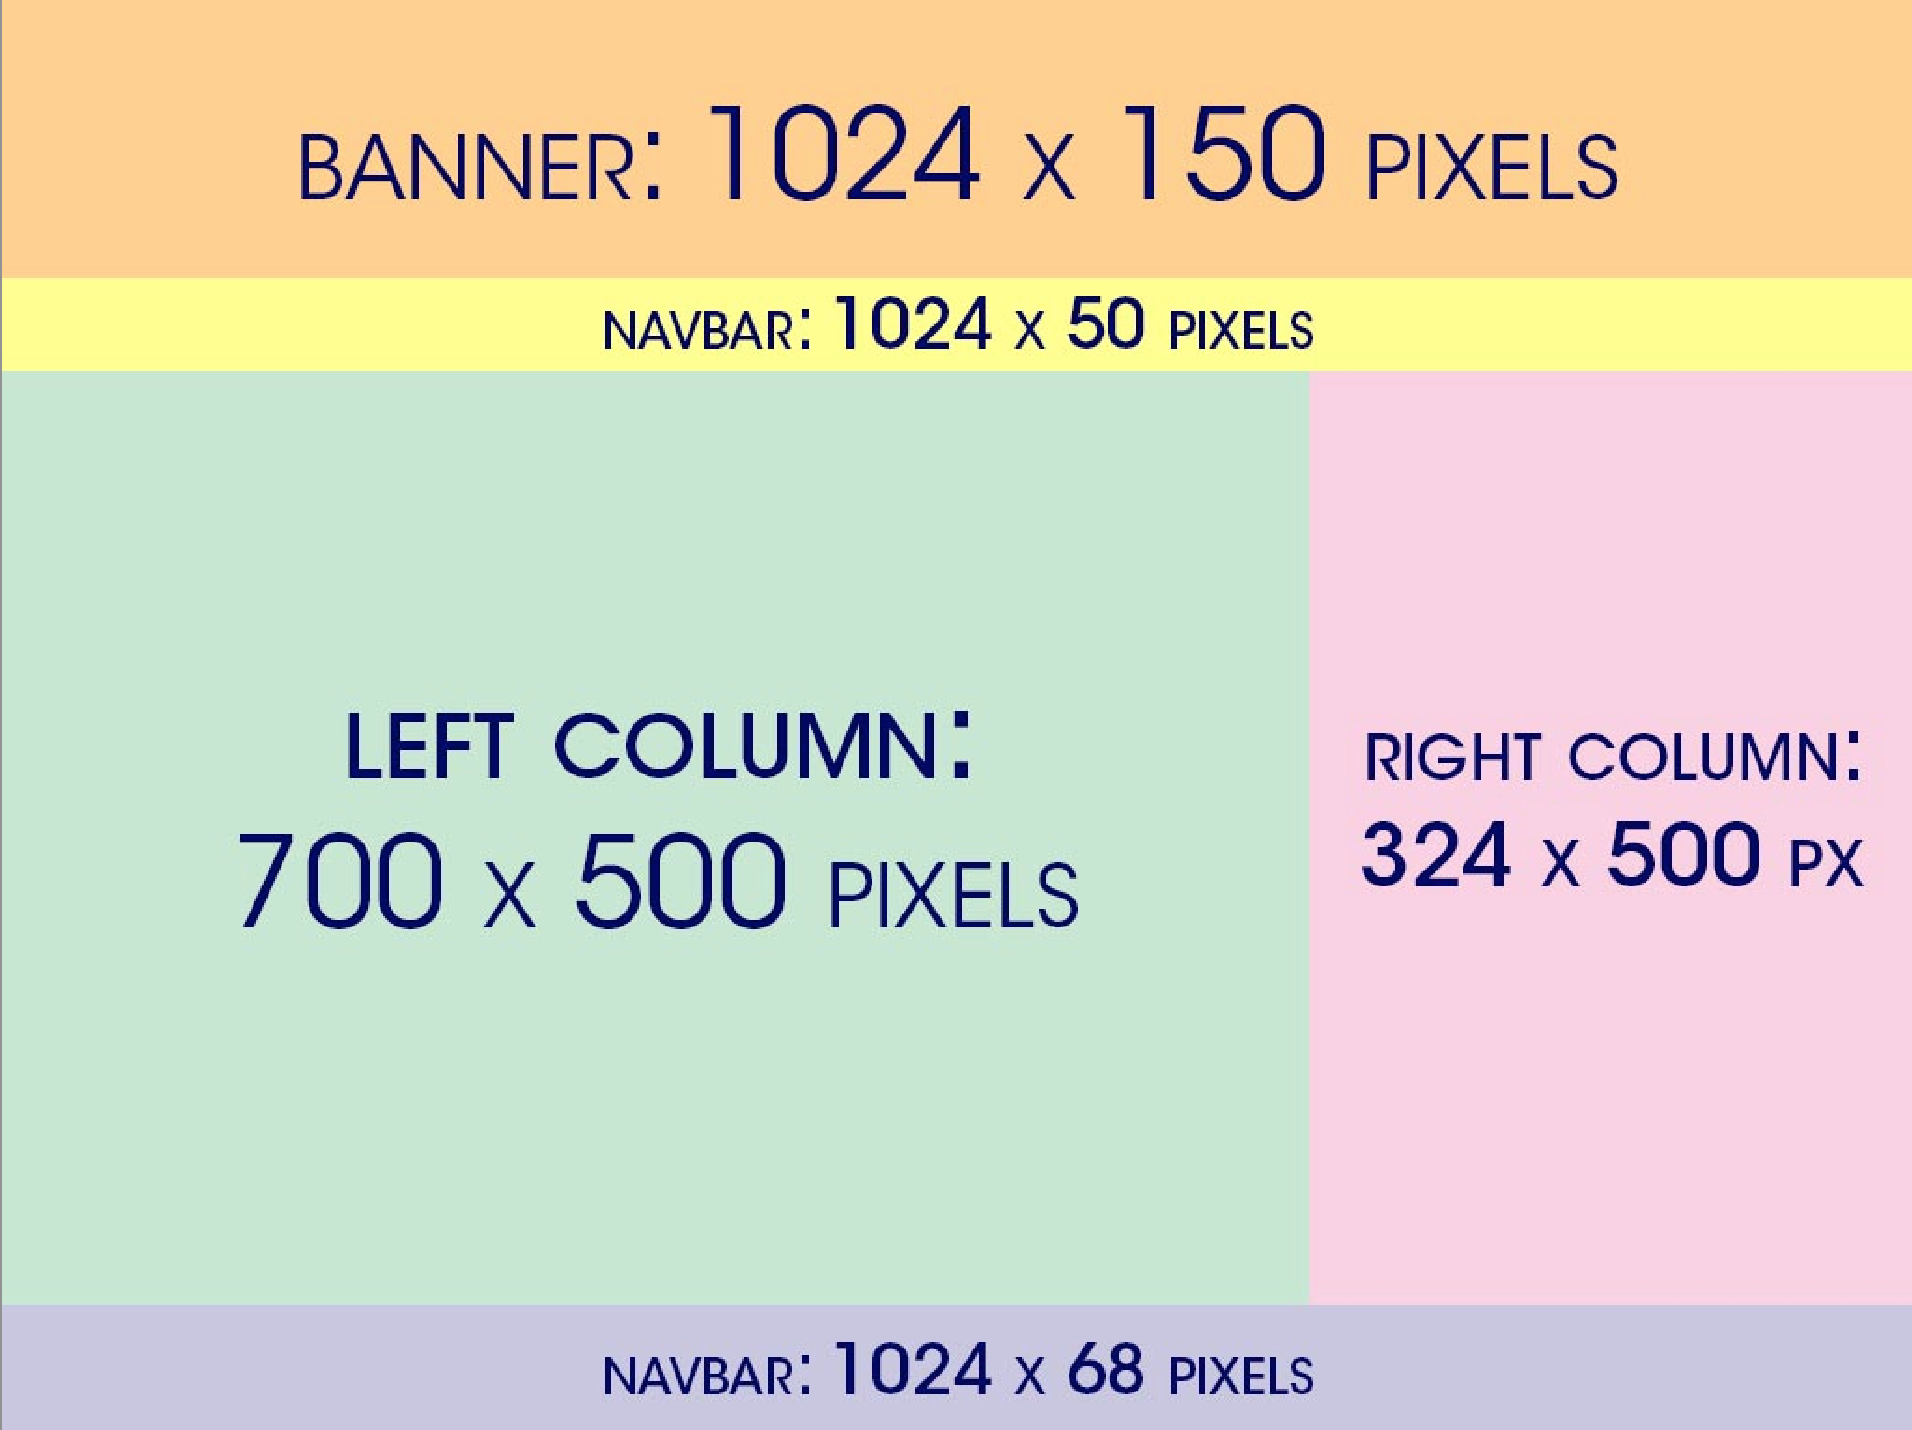 BANNER: 1024 X 150 PIXELS
NAVBAR: 1024 X 50 PIXELS
LEFT COLUMN:
700 X 500 PIXELS
RIGHT COLUMN:
324 X 500 PX
NAVBAR: 1024 X 68 PIXELS